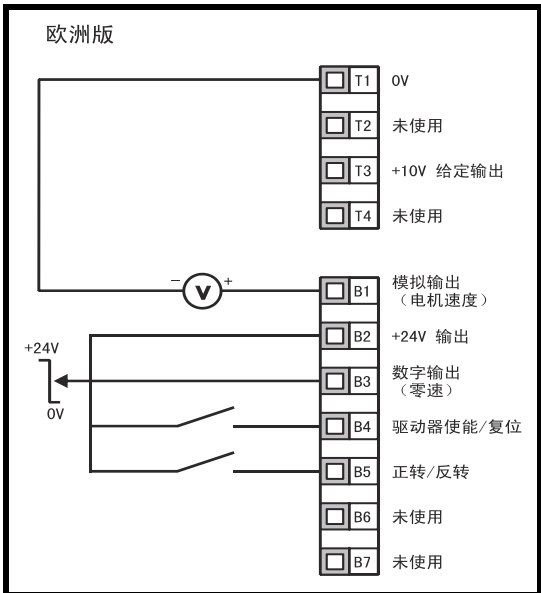 欧洲版
T1 0V
T2 未使用
T3 +10V 给定输出
T4 未使用
− V +
B1 模拟输出
（电机速度）
B2 +24V 输出
+24V
B3 数字输出
（零速）
0V
B4 驱动器使能/复位
B5 正转/反转
B6 未使用
B7 未使用